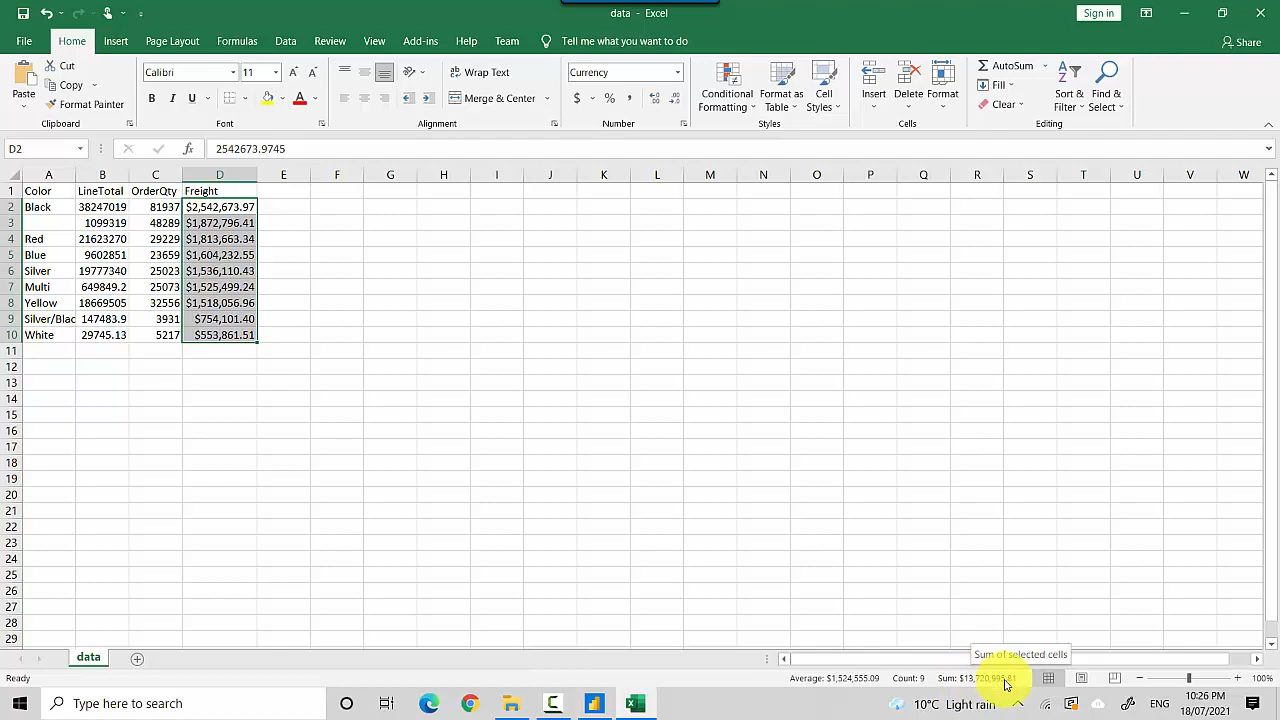 data - Excel
Sign in
File Home Insert Page Layout Formulas Data Review View Add-ins Help Team Tell me what you want to do
Share
Paste
Cut
Copy
Format Painter
Clipboard
Calibri 11
B I U
Font
Wrap Text
Merge & Center
Alignment
Currency
$ % ,
Number
Conditional Formatting
Format as Table
Cell Styles
Styles
Insert
Delete
Format
Cells
AutoSum
Fill
Clear
Sort & Filter
Find & Select
Editing
D2 fx 2542673.9745
A B C D E F G H I J K L M N O P Q R S T U V W
1 Color LineTotal OrderQty Freight
2 Black 38247019 81937 $2,542,673.97
3 1099319 48289 $1,872,796.41
4 Red 21623270 29229 $1,813,663.34
5 Blue 9602851 23659 $1,604,232.55
6 Silver 19777340 25023 $1,536,110.43
7 Multi 649849.2 25073 $1,525,499.24
8 Yellow 18669505 32556 $1,518,056.96
9 Silver/Blac 147483.9 3931 $754,101.40
10 White 29745.13 5217 $553,861.51
11
12
13
14
15
16
17
18
19
20
21
22
23
24
25
26
27
28
29
Sum of selected cells
data
Ready Average: $1,524,555.09 Count: 9 Sum: $13,720,995.81 100%
Type here to search
10°C Light rain
ENG
10:26 PM
18/07/2021